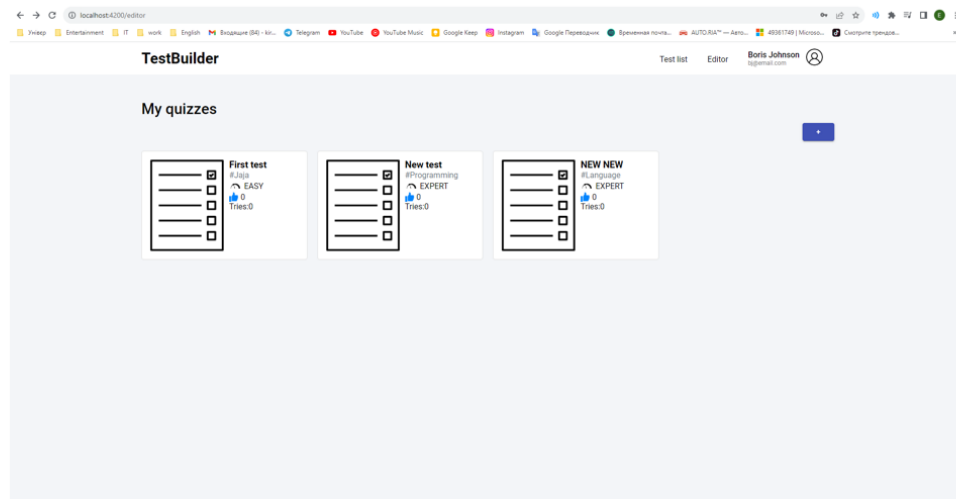 localhost:4200/editor
Универ Entertainment IT work English Входящие (84) – kir... Telegram YouTube YouTube Music Google Keep Instagram Google Переводчик Временная почта... AUTO.RIA™ — Авто... 49361749 | Microso... Смотрите трендов...
TestBuilder
Test list
Editor
Boris Johnson
My quizzes
+
First test
#Jaja
EASY
0
Tries:0
New test
#Programming
EXPERT
0
Tries:0
NEW NEW
#Language
EXPERT
0
Tries:0